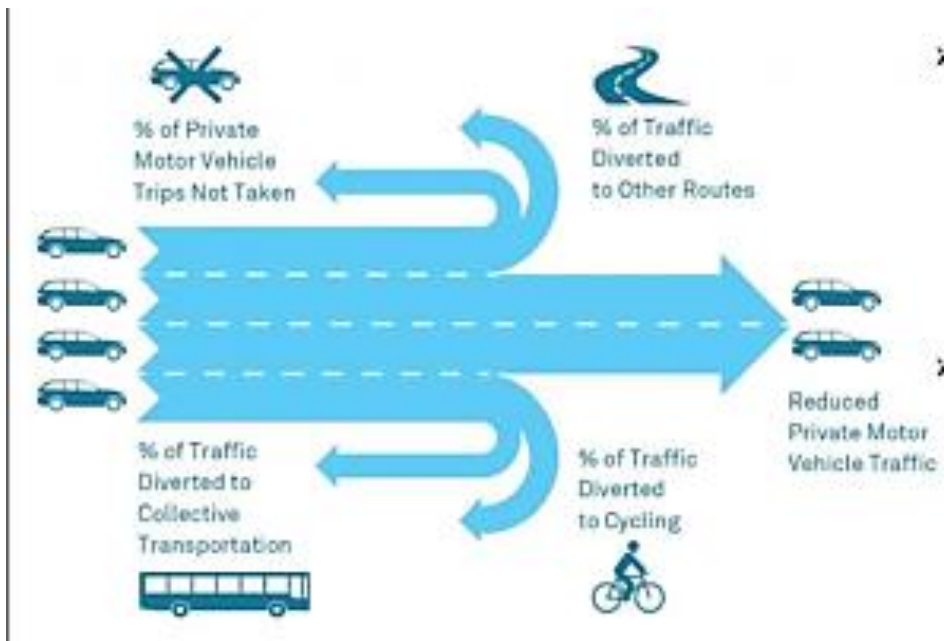 % of Private
Motor Vehicle
Trips Not Taken
% of Traffic
Diverted
to Other Routes
Reduced
Private Motor
Vehicle Traffic
% of Traffic
Diverted to
Collective
Transportation
% of Traffic
Diverted
to Cycling